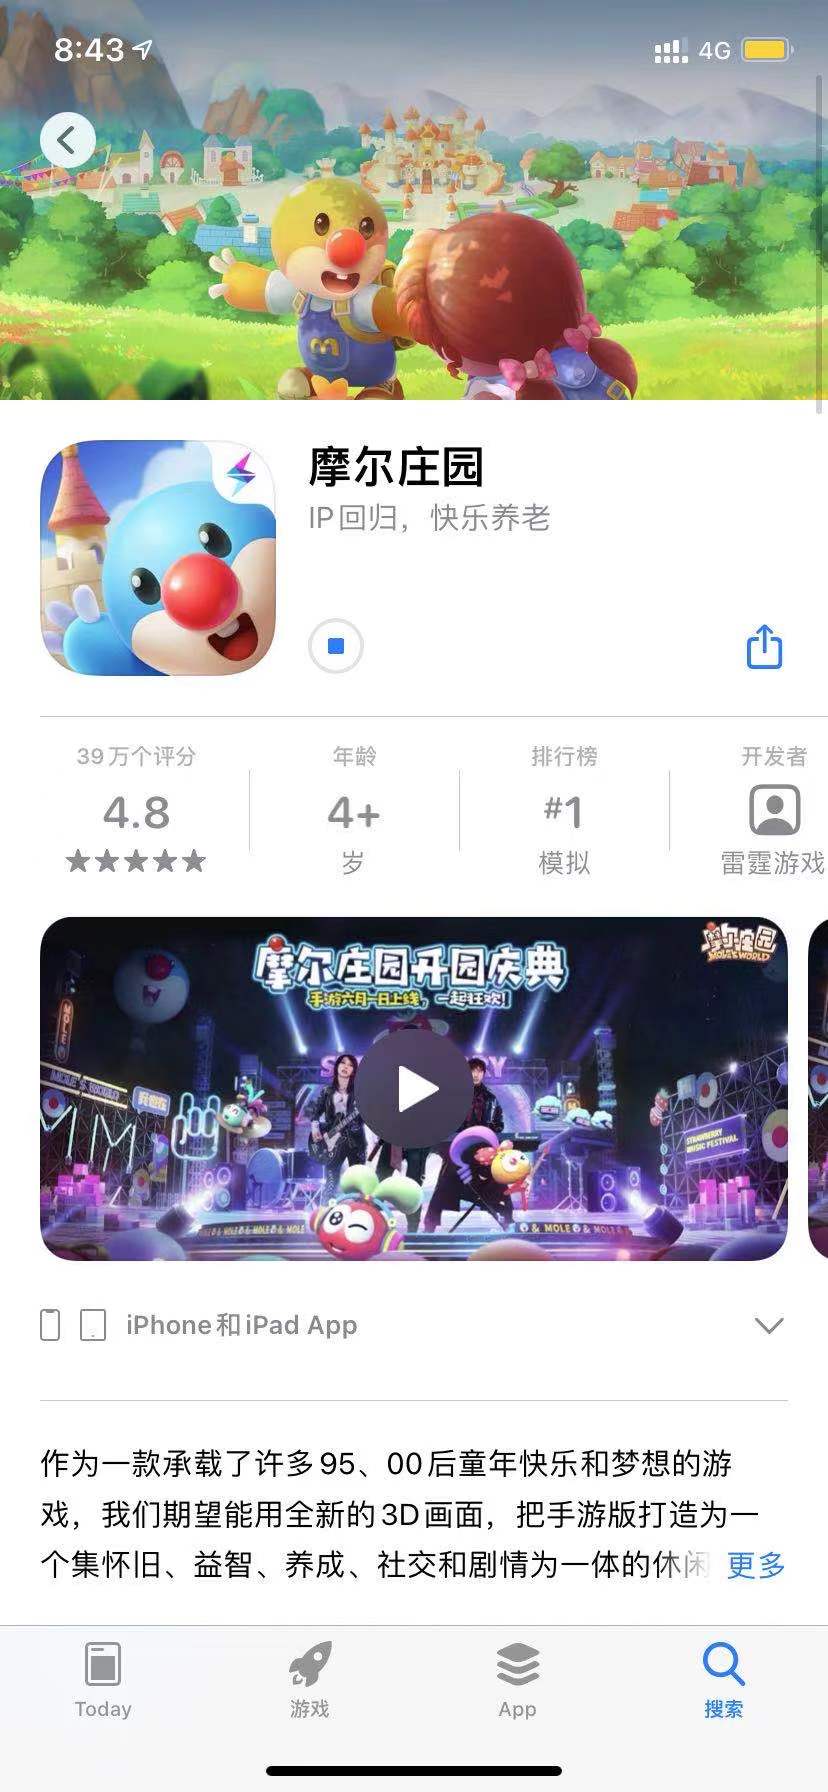 8:43
4G
摩尔庄园
IP回归，快乐养老
39万个评分
4.8
年龄
4+
岁
排行榜
#1
模拟
开发者
雷霆游戏
摩尔庄园开园庆典
手游六月一日上线，一起狂欢！
摩尔庄园
MOLE'S WORLD
MOLE'S WORLD
STRAWBERRY
MUSIC FESTIVAL
& MOLE & MOLE
iPhone和iPad App
作为一款承载了许多95、00后童年快乐和梦想的游
戏，我们期望能用全新的3D画面，把手游版打造为一
个集怀旧、益智、养成、社交和剧情为一体的休闲 更多
Today
游戏
App
搜索